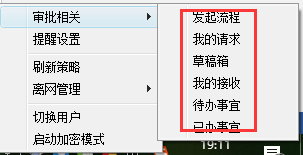 审批相关
提醒设置
刷新策略
离网管理
切换用户
启动加密模式
发起流程
我的请求
草稿箱
我的接收
待办事宜
已办事宜
19:11